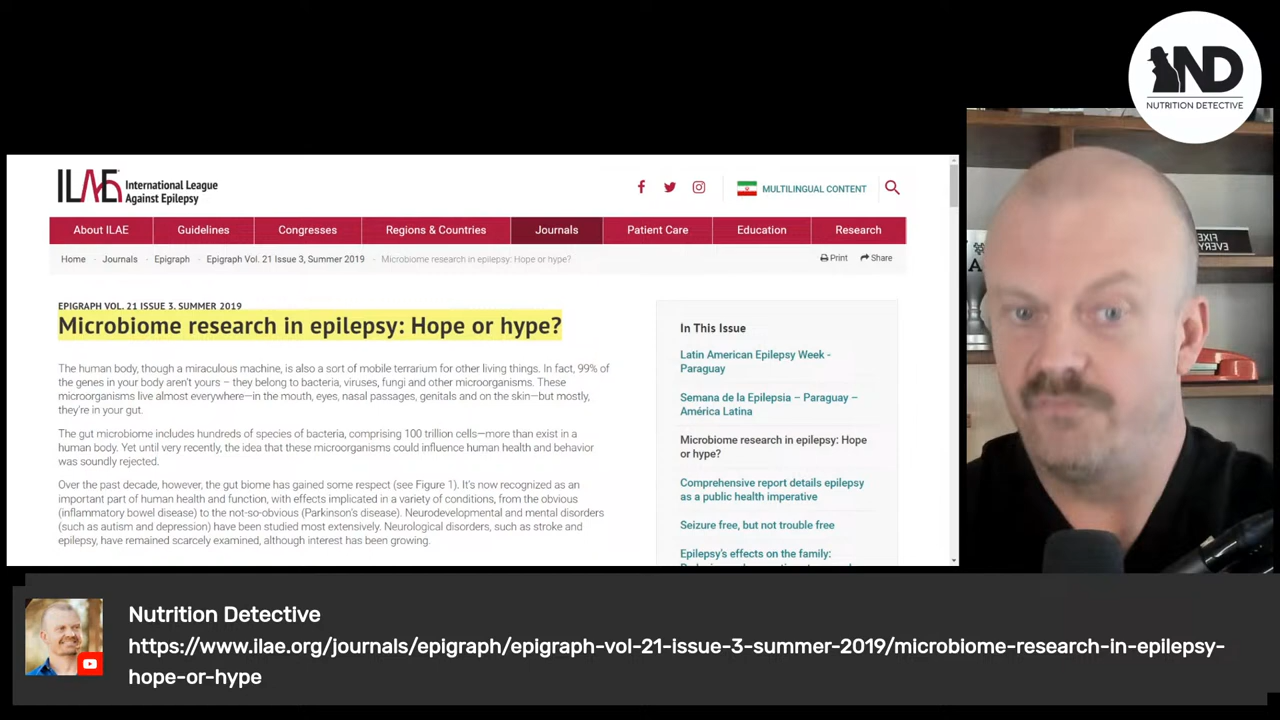 ND
NUTRITION DETECTIVE
ILAE International League
Against Epilepsy
MULTILINGUAL CONTENT
About ILAE
Guidelines
Congresses
Regions & Countries
Journals
Patient Care
Education
Research
Home - Journals - Epigraph - Epigraph Vol. 21 Issue 3, Summer 2019 - Microbiome research in epilepsy: Hope or hype?
Print Share
EPIGRAPH VOL. 21 ISSUE 3, SUMMER 2019
Microbiome research in epilepsy: Hope or hype?
The human body, though a miraculous machine, is also a sort of mobile terrarium for other living things. In fact, 99% of
the genes in your body aren't yours – they belong to bacteria, viruses, fungi and other microorganisms. These
microorganisms live almost everywhere—in the mouth, eyes, nasal passages, genitals and on the skin—but mostly,
they're in your gut.
The gut microbiome includes hundreds of species of bacteria, comprising 100 trillion cells—more than exist in a
human body. Yet until very recently, the idea that these microorganisms could influence human health and behavior
was soundly rejected.
Over the past decade, however, the gut biome has gained some respect (see Figure 1). It's now recognized as an
important part of human health and function, with effects implicated in a variety of conditions, from the obvious
(inflammatory bowel disease) to the not-so-obvious (Parkinson's disease). Neurodevelopmental and mental disorders
(such as autism and depression) have been studied most extensively. Neurological disorders, such as stroke and
epilepsy, have remained scarcely examined, although interest has been growing.
In This Issue
Latin American Epilepsy Week -
Paraguay
Semana de la Epilepsia – Paraguay –
América Latina
Microbiome research in epilepsy: Hope
or hype?
Comprehensive report details epilepsy
as a public health imperative
Seizure free, but not trouble free
Epilepsy's effects on the family:
Nutrition Detective
https://www.ilae.org/journals/epigraph/epigraph-vol-21-issue-3-summer-2019/microbiome-research-in-epilepsy-
hope-or-hype